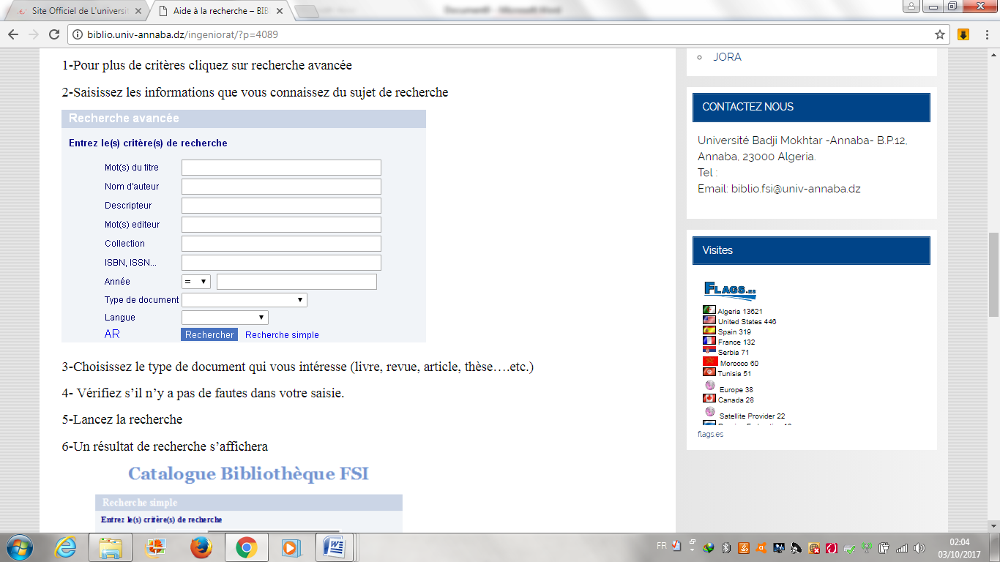 Site Officiel de L'universi
Aide à la recherche – BIB
biblio.univ-annaba.dz/ingeniorat/?p=4089
1-Pour plus de critères cliquez sur recherche avancée
2-Saisissez les informations que vous connaissez du sujet de recherche
Recherche avancée
Entrez le(s) critère(s) de recherche
Mot(s) du titre
Nom d'auteur
Descripteur
Mot(s) editeur
Collection
ISBN, ISSN...
Année =
Type de document
Langue
AR Rechercher Recherche simple
3-Choisissez le type de document qui vous intéresse (livre, revue, article, thèse….etc.)
4- Vérifiez s’il n’y a pas de fautes dans votre saisie.
5-Lancez la recherche
6-Un résultat de recherche s’affichera
Catalogue Bibliothèque FSI
Recherche simple
Entrez le(s) critère(s) de recherche
JORA
CONTACTEZ NOUS
Université Badji Mokhtar -Annaba- B.P.12,
Annaba, 23000 Algeria.
Tel :
Email: biblio.fsi@univ-annaba.dz
Visites
FLAGS.es
Algeria 13621
United States 446
Spain 319
France 132
Serbia 71
Morocco 60
Tunisia 51
Europe 38
Canada 28
Satellite Provider 22
flags.es
FR
02:04
03/10/2017